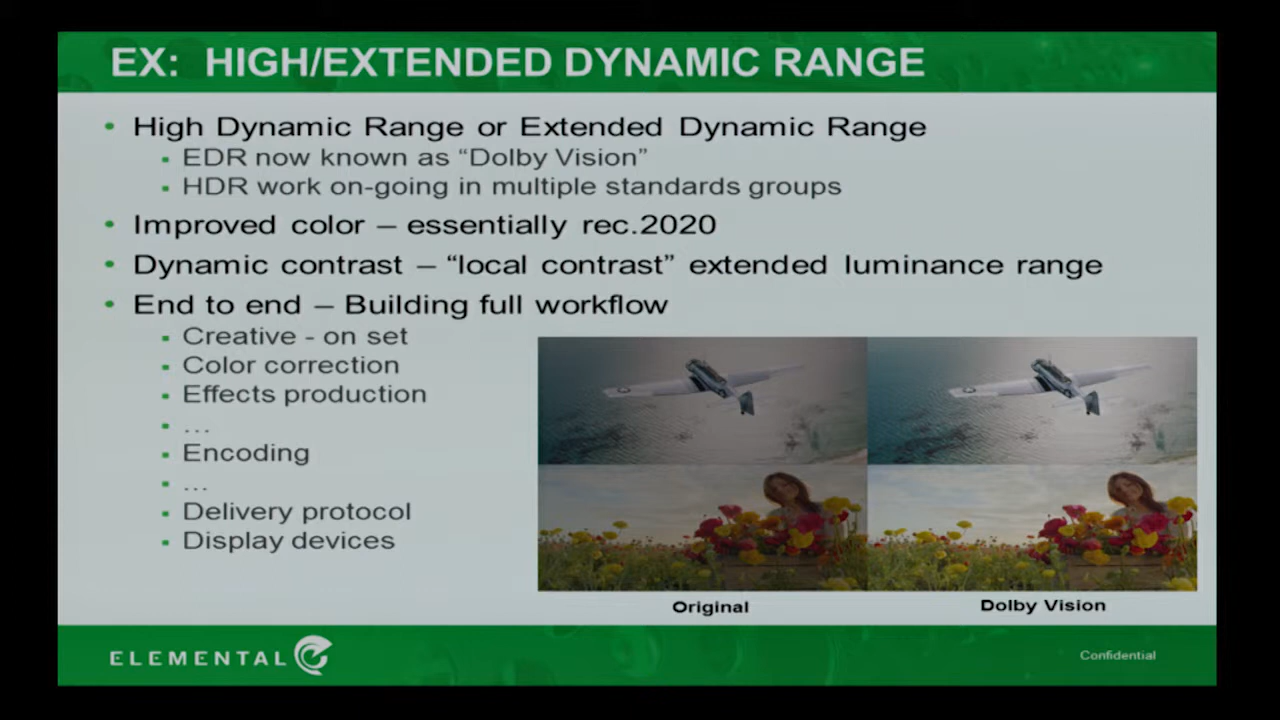 EX: HIGH/EXTENDED DYNAMIC RANGE
• High Dynamic Range or Extended Dynamic Range
▪ EDR now known as “Dolby Vision”
▪ HDR work on-going in multiple standards groups
• Improved color – essentially rec.2020
• Dynamic contrast – “local contrast” extended luminance range
• End to end – Building full workflow
▪ Creative - on set
▪ Color correction
▪ Effects production
▪ …
▪ Encoding
▪ …
▪ Delivery protocol
▪ Display devices
Original
Dolby Vision
ELEMENTAL
Confidential